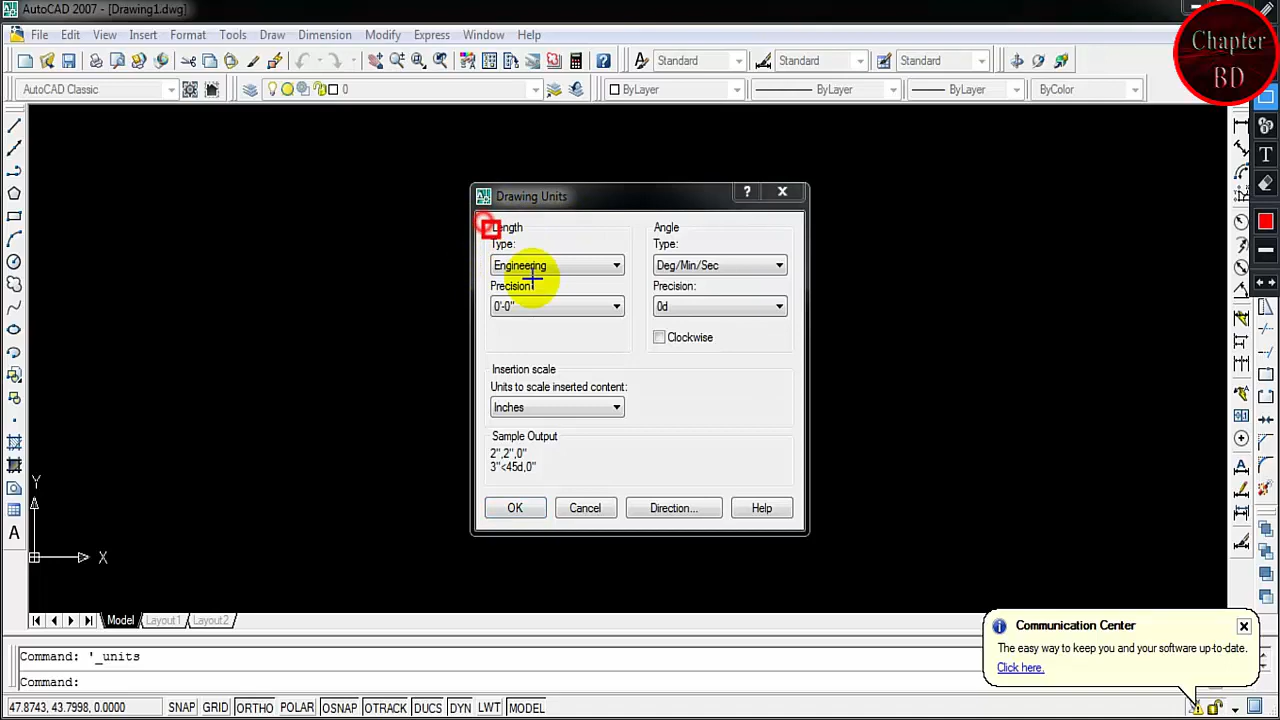 AutoCAD 2007 - [Drawing1.dwg]
File Edit View Insert Format Tools Draw Dimension Modify Express Window Help
Standard Standard Standard
AutoCAD Classic 0 ByLayer ByLayer ByLayer ByColor
Chapter
BD
Drawing Units
Length
Type:
Engineering
Precision
0'-0"
Angle
Type:
Deg/Min/Sec
Precision:
0d
Clockwise
Insertion scale
Units to scale inserted content:
Inches
Sample Output
2",2",0"
3"<45d,0"
OK Cancel Direction... Help
Y
X
Model Layout1 Layout2
Communication Center
The easy way to keep you and your software up-to-date.
Click here.
Command: '_units
Command:
47.8743, 43.7998, 0.0000 SNAP GRID ORTHO POLAR OSNAP OTRACK DUCS DYN LWT MODEL